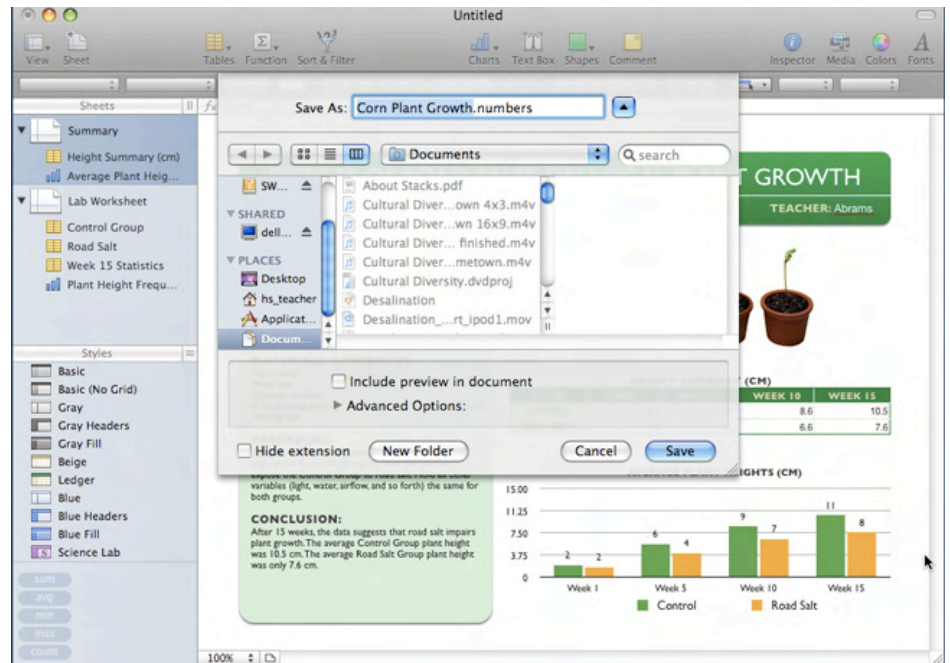 Untitled
View Sheet Tables Function Sort & Filter Charts Text Box Shapes Comment Inspector Media Colors Fonts
Sheets
Summary
Height Summary (cm)
Average Plant Heig...
Lab Worksheet
Control Group
Road Salt
Week 15 Statistics
Plant Height Frequ...
Styles
Basic
Basic (No Grid)
Gray
Gray Headers
Gray Fill
Beige
Ledger
Blue
Blue Headers
Blue Fill
Science Lab
sum
avg
min
max
count
Save As: Corn Plant Growth.numbers
Documents
search
SW...
SHARED
dell...
PLACES
Desktop
hs_teacher
Applicat...
Docum...
About Stacks.pdf
Cultural Diver...own 4x3.m4v
Cultural Diver...wn 16x9.m4v
Cultural Diver... finished.m4v
Cultural Diver...metown.m4v
Cultural Diversity.dvdproj
Desalination
Desalination_...rt_ipod1.mov
Include preview in document
Advanced Options:
Hide extension New Folder Cancel Save
T GROWTH
TEACHER: Abrams
(CM)
WEEK 10 WEEK 15
8.6 10.5
6.6 7.6
variables (light, water, airflow, and so forth) the same for
both groups.
CONCLUSION:
After 15 weeks, the data suggests that road salt impairs
plant growth. The average Control Group plant height
was 10.5 cm. The average Road Salt Group plant height
was only 7.6 cm.
IGHTS (CM)
15.00
11.25
7.50
3.75
0
2 2 6 4 9 7 11 8
Week 1 Week 5 Week 10 Week 15
Control Road Salt
100%